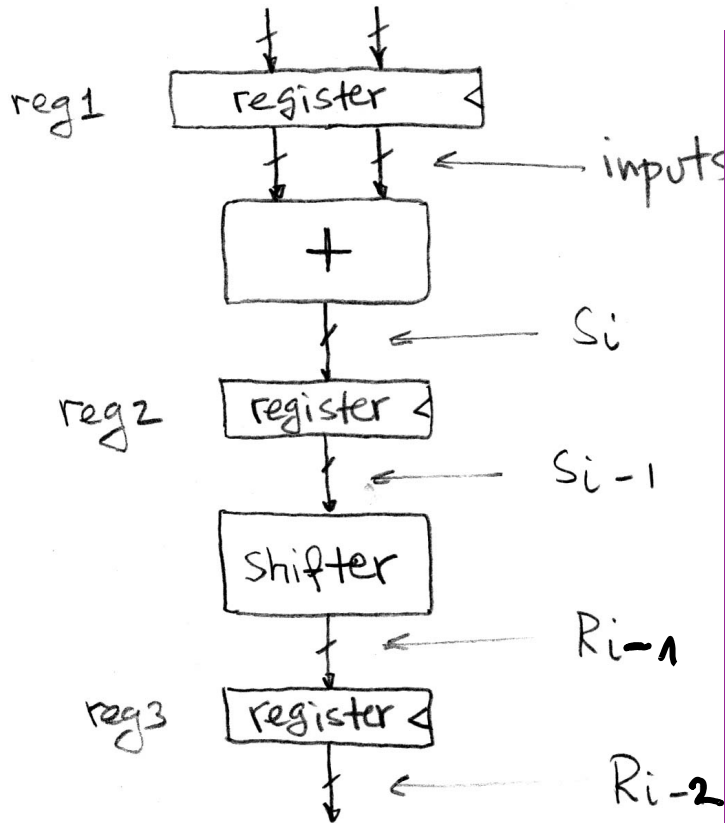 reg1
register
inputs
+
Si
reg2
register
Si-1
Shifter
Ri-1
reg3
register
Ri-2